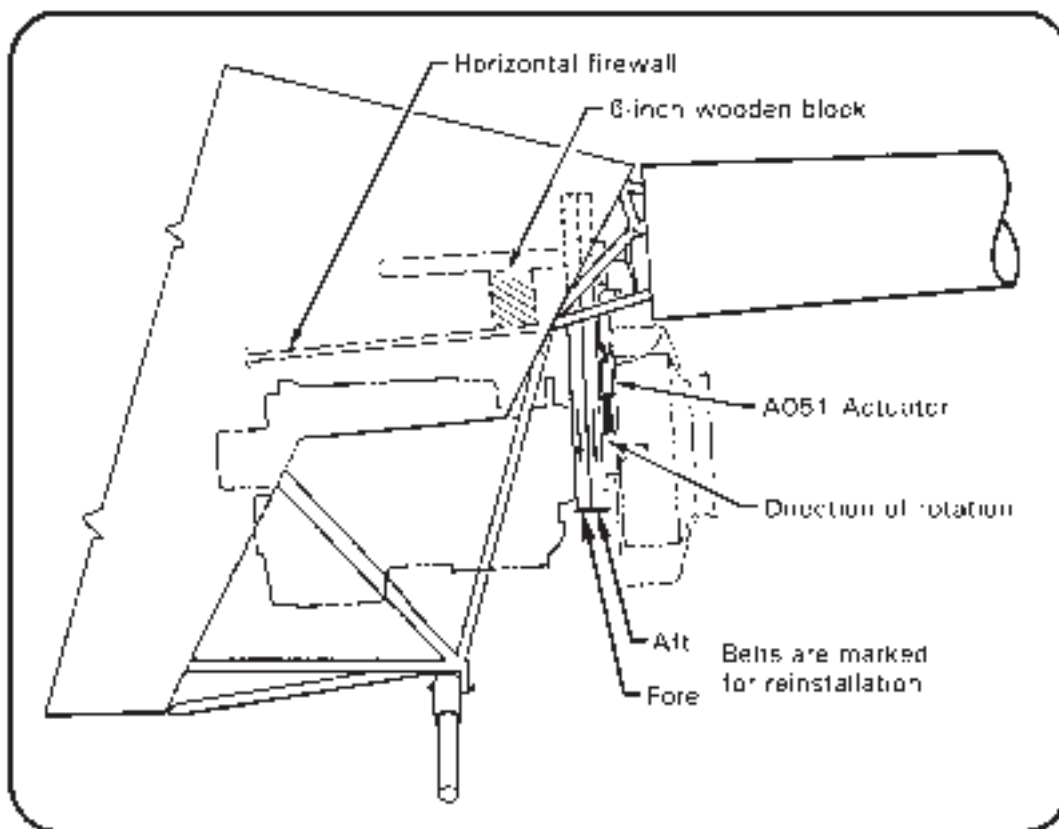 Horizontal firewall
6-inch wooden block
A051 Actuator
Direction of rotation
Aft
Fore
Belts are marked
for reinstallation